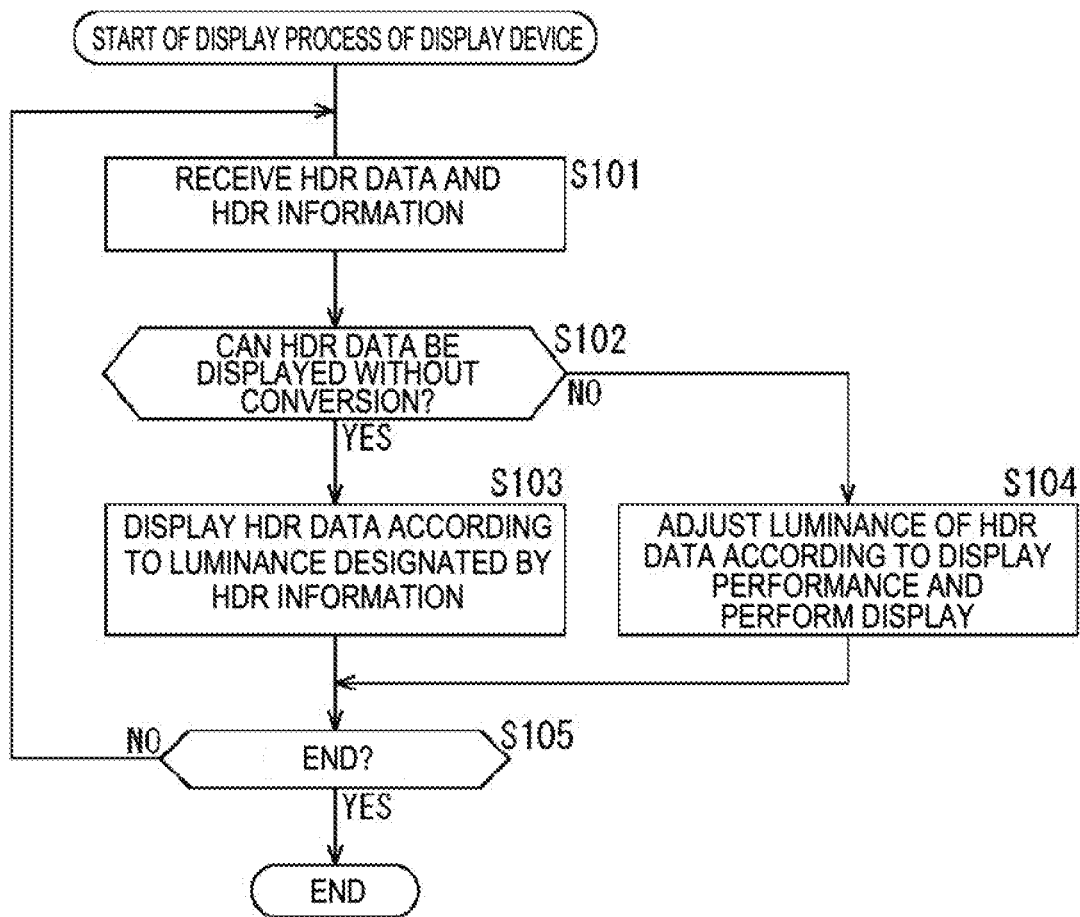 START OF DISPLAY PROCESS OF DISPLAY DEVICE
RECEIVE HDR DATA AND
HDR INFORMATION
S101
CAN HDR DATA BE
DISPLAYED WITHOUT
CONVERSION?
S102
NO
YES
S103
DISPLAY HDR DATA ACCORDING
TO LUMINANCE DESIGNATED BY
HDR INFORMATION
S104
ADJUST LUMINANCE OF HDR
DATA ACCORDING TO DISPLAY
PERFORMANCE AND
PERFORM DISPLAY
NO
END?
S105
YES
END